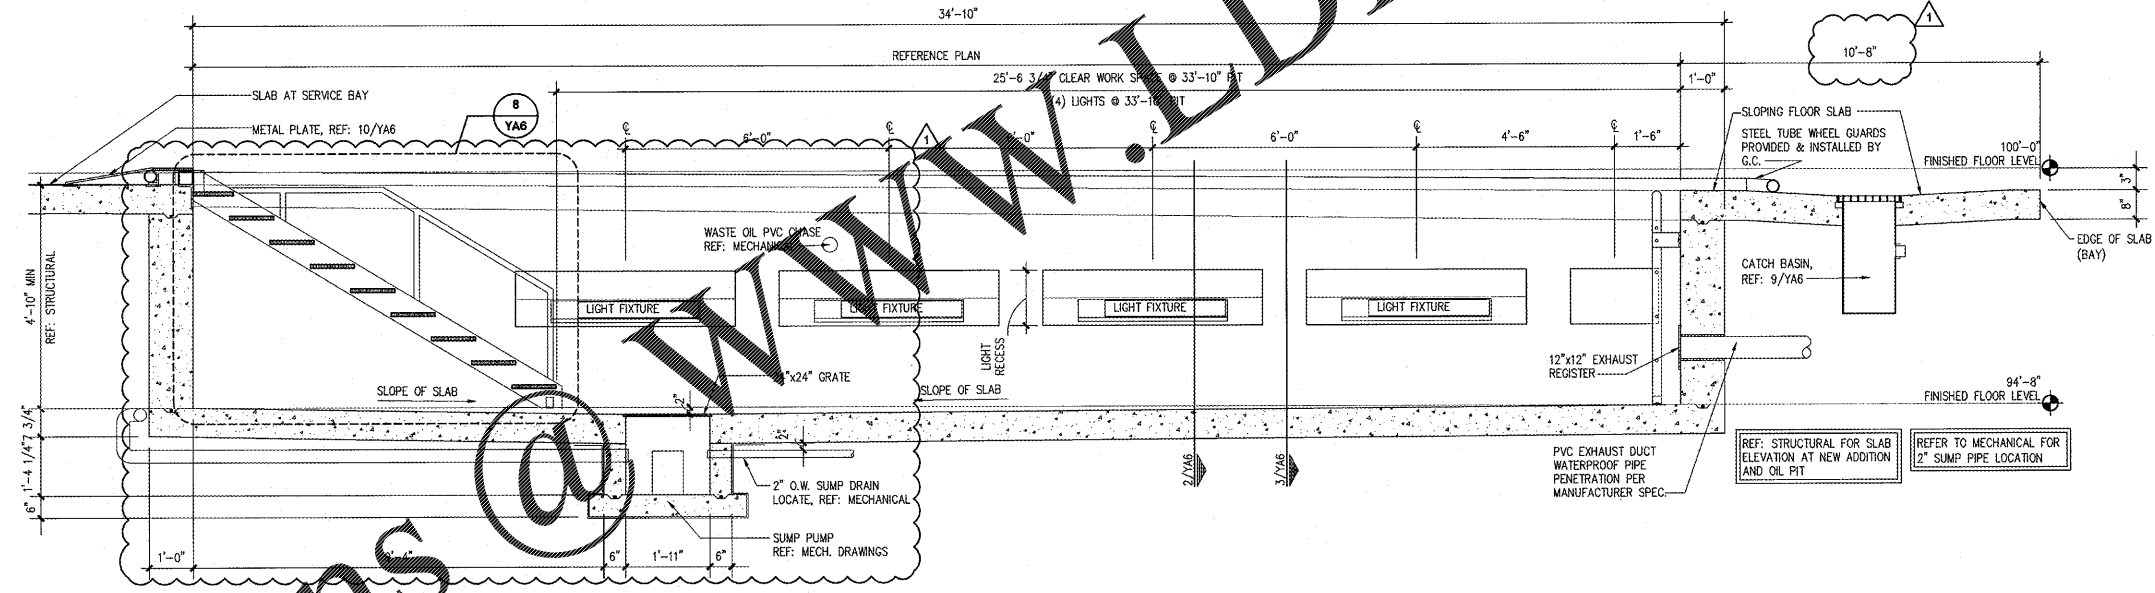 34'-10"
1
REFERENCE PLAN
10'-8"
25'-6 3/4" CLEAR WORK @ 33'-10" PIT
1'-0"
SLAB AT SERVICE BAY
8
YA6
(4) LIGHTS @ 33'-10" PIT
SLOPING FLOOR SLAB
METAL PLATE, REF: 10/YA6
6'-0"
1
6'-0"
4'-6"
1'-6"
STEEL TUBE WHEEL GUARDS
PROVIDED & INSTALLED BY
G.C.
100'-0"
FINISHED FLOOR LEVEL
3"
8"
WASTE OIL PVC CHASE
REF: MECHANICAL
EDGE OF SLAB
(BAY)
4'-10" MIN
REF: STRUCTURAL
CATCH BASIN,
REF: 9/YA6
LIGHT FIXTURE
LIGHT FIXTURE
LIGHT FIXTURE
LIGHT FIXTURE
LIGHT
RECESS
12"x12" EXHAUST
REGISTER
SLOPE OF SLAB
"x24" GRATE
SLOPE OF SLAB
2"
94'-8"
FINISHED FLOOR LEVEL
7 3/4"
1'-4 1/4"
6"
2"
2/YA6
3/YA6
PVC EXHAUST DUCT
WATERPROOF PIPE
PENETRATION PER
MANUFACTURER SPEC.
REF: STRUCTURAL FOR SLAB
ELEVATION AT NEW ADDITION
AND OIL PIT
REFER TO MECHANICAL FOR
2" SUMP PIPE LOCATION
2" O.W. SUMP DRAIN
LOCATE, REF: MECHANICAL
SUMP PUMP
REF: MECH. DRAWINGS
1'-0"
6"
1'-11"
6"
@ WWW.LD